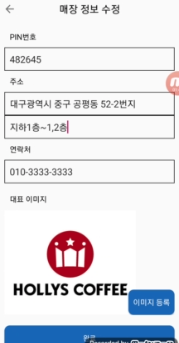 매장 정보 수정
PIN번호
482645
주소
대구광역시 중구 공평동 52-2번지
지하1층~1,2층
연락처
010-3333-3333
대표 이미지
HOLLYS COFFEE
이미지 등록